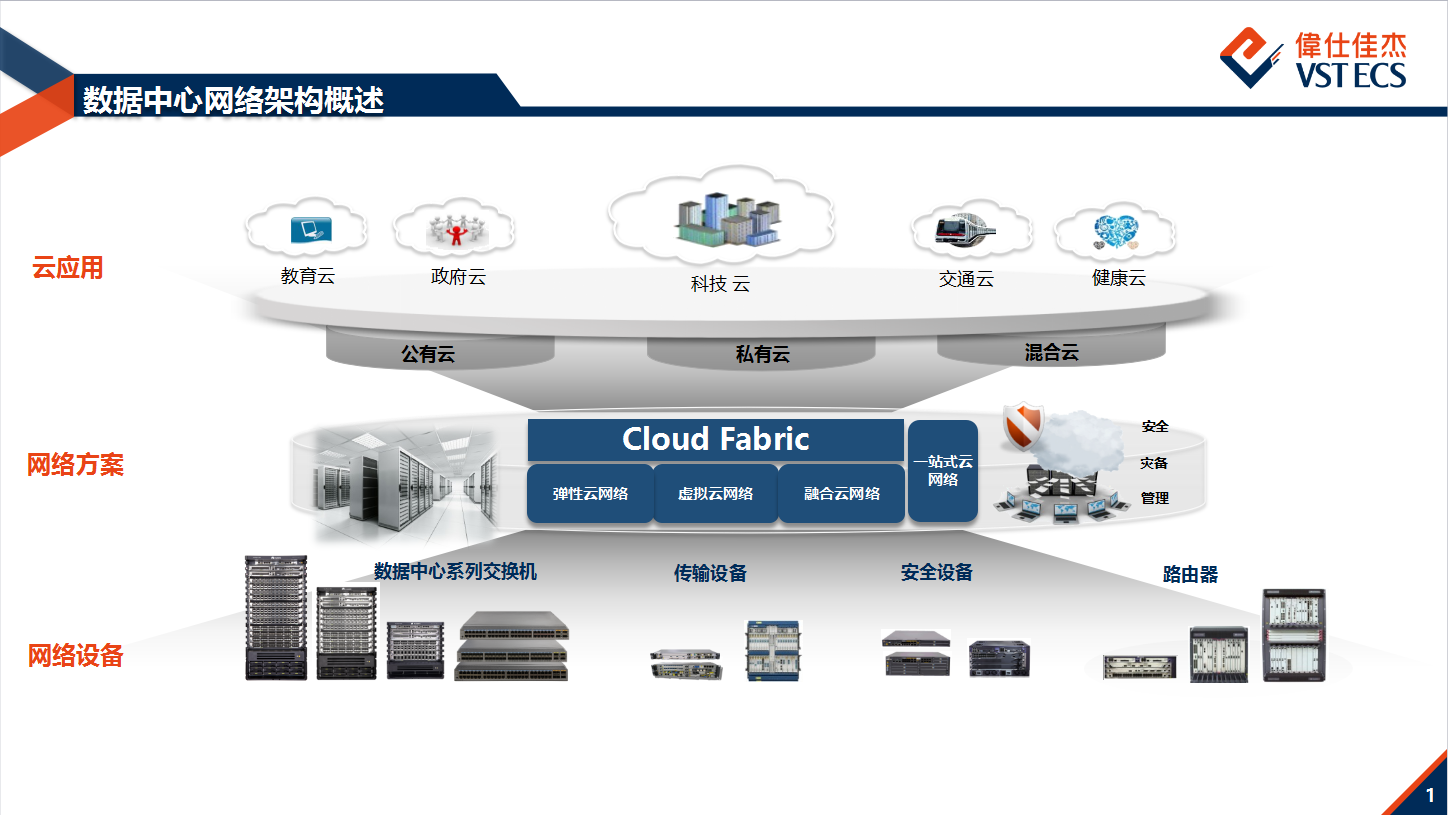 偉仕佳杰
VSTECS
数据中心网络架构概述
云应用
教育云
政府云
科技 云
交通云
健康云
公有云
私有云
混合云
网络方案
Cloud Fabric
弹性云网络
虚拟云网络
融合云网络
一站式云
网络
安全
灾备
管理
网络设备
数据中心系列交换机
传输设备
安全设备
路由器
1